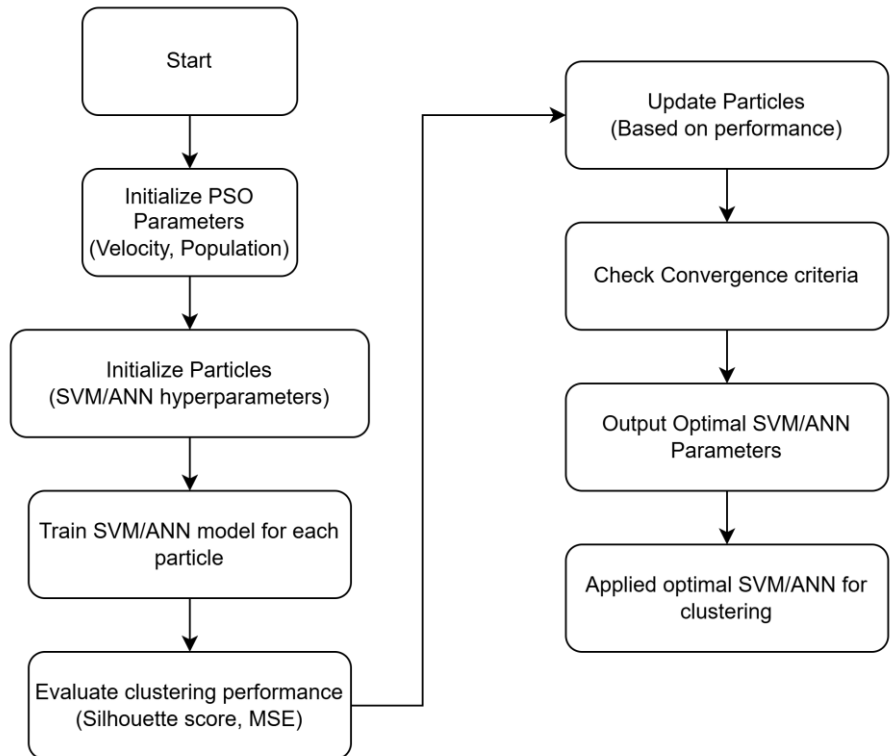 Start
Initialize PSO
Parameters
(Velocity, Population)
Initialize Particles
(SVM/ANN hyperparameters)
Train SVM/ANN model for each
particle
Evaluate clustering performance
(Silhouette score, MSE)
Update Particles
(Based on performance)
Check Convergence criteria
Output Optimal SVM/ANN
Parameters
Applied optimal SVM/ANN for
clustering